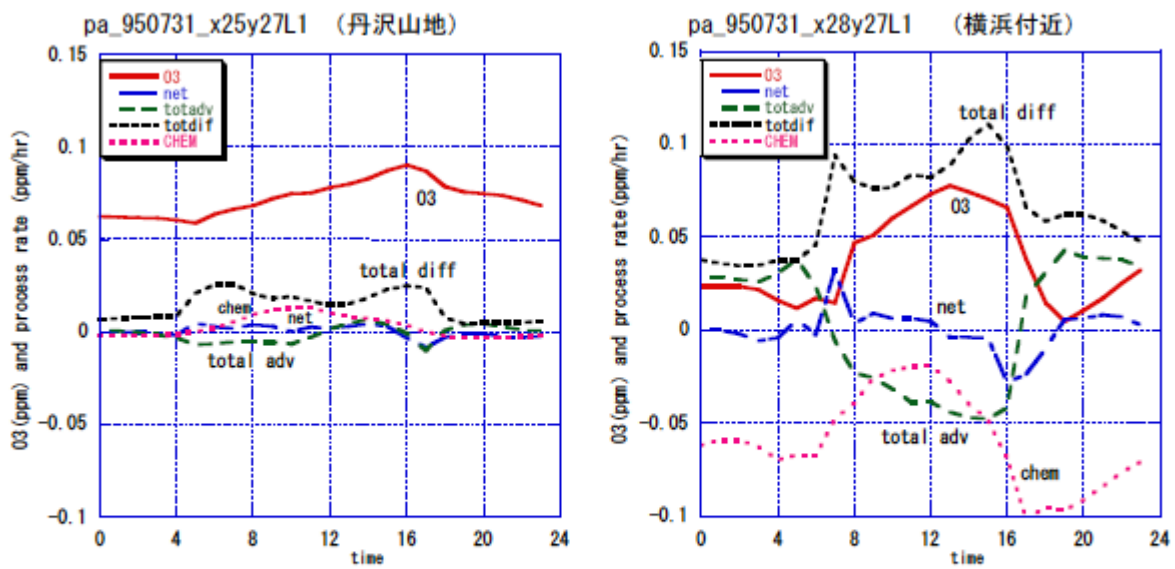 pa_950731_x25y27L1 (丹沢山地)
0.15
0.1
0.05
0
-0.05
-0.1
O3(ppm) and process rate (ppm/hr)
O3
net
totadv
totdif
CHEM
O3
total diff
chem
net
total adv
0 4 8 12 16 20 24
time
pa_950731_x28y27L1 (横浜付近)
0.15
0.1
0.05
0
-0.05
-0.1
O3(ppm) and process rate(ppm/hr)
O3
net
totadv
totdif
CHEM
total diff
O3
net
total adv
chem
0 4 8 12 16 20 24
time